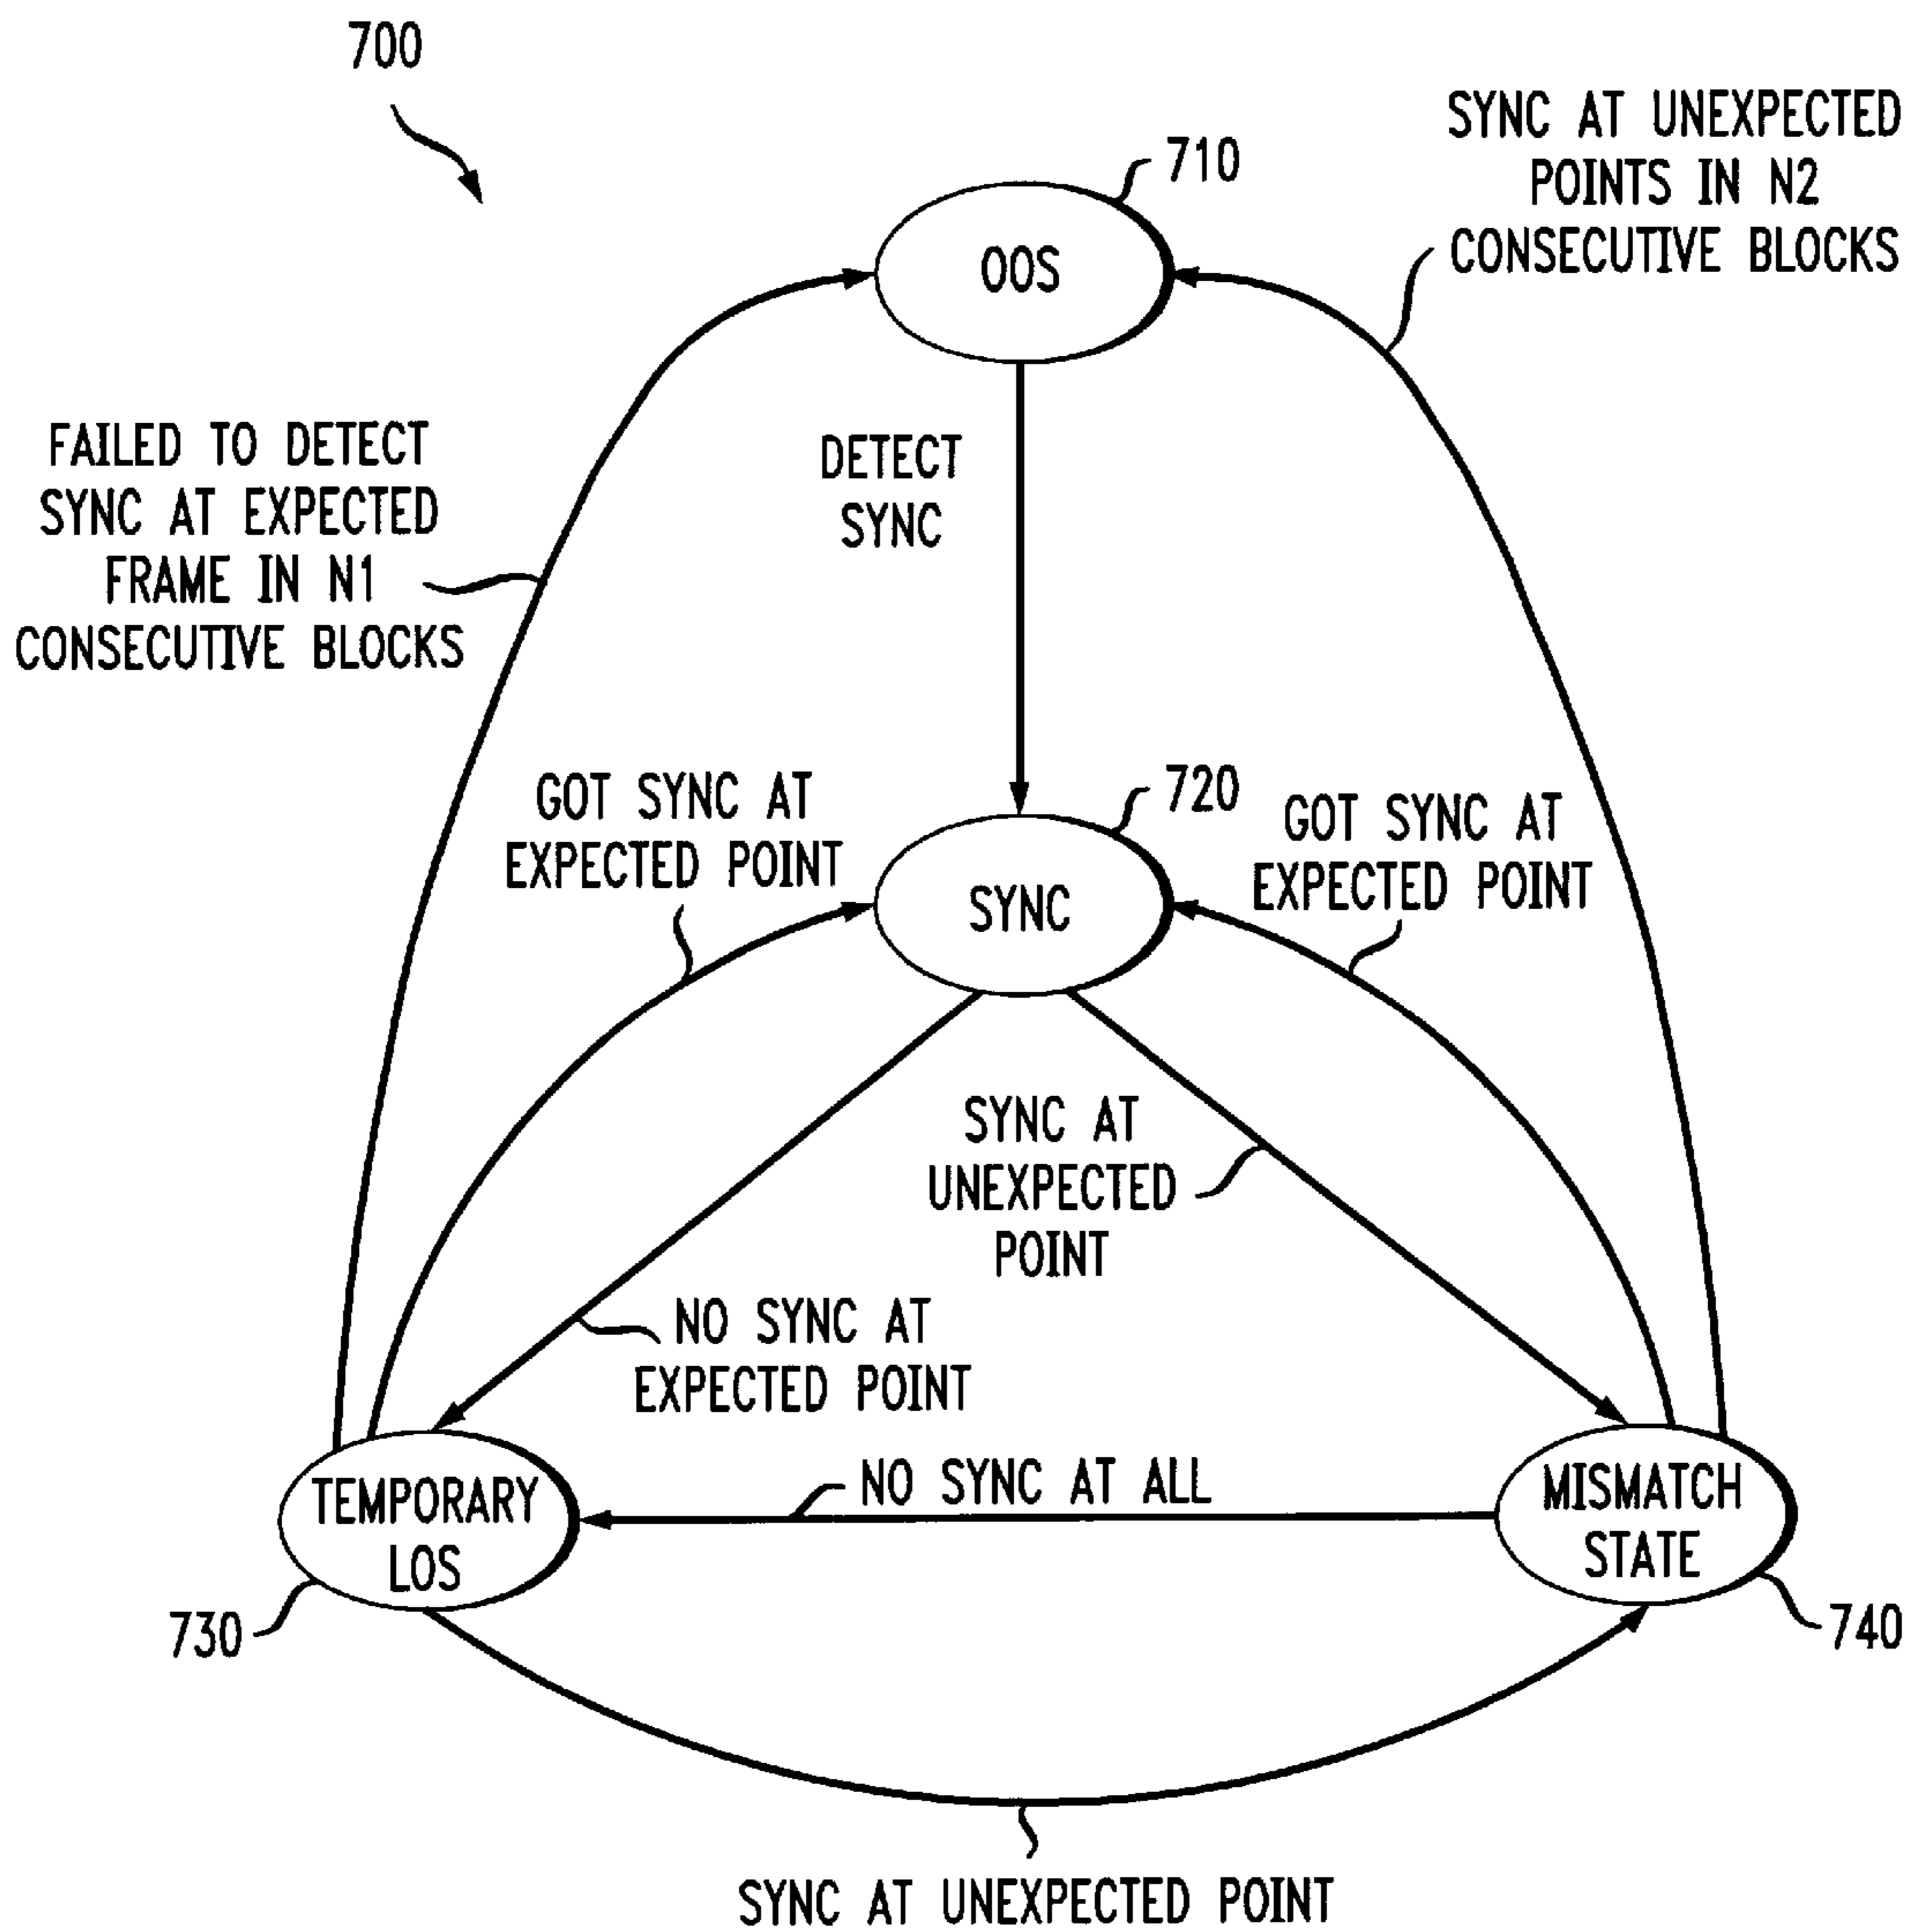 700
710
SYNC AT UNEXPECTED
POINTS IN N2
CONSECUTIVE BLOCKS
OOS
FAILED TO DETECT
SYNC AT EXPECTED
FRAME IN N1
CONSECUTIVE BLOCKS
DETECT
SYNC
720
GOT SYNC AT
EXPECTED POINT
GOT SYNC AT
EXPECTED POINT
SYNC
SYNC AT
UNEXPECTED
POINT
NO SYNC AT
EXPECTED POINT
TEMPORARY
LOS
NO SYNC AT ALL
MISMATCH
STATE
730
740
SYNC AT UNEXPECTED POINT